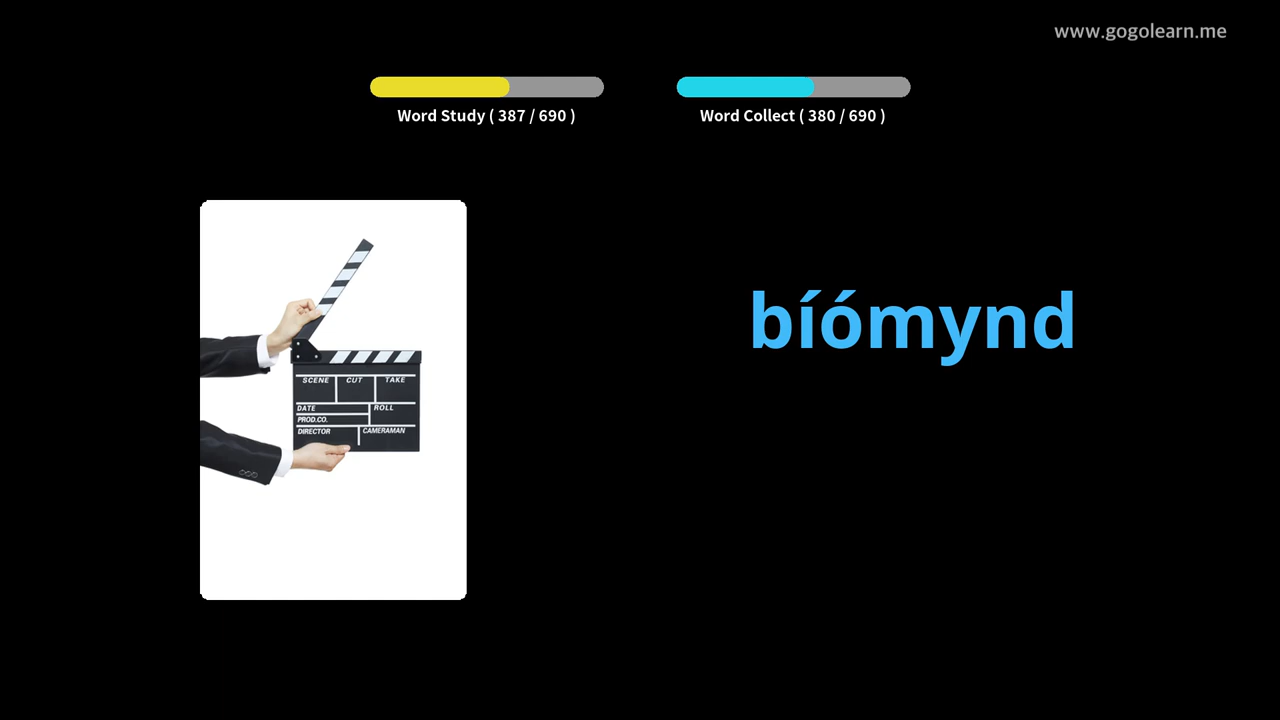 www.gogolearn.me
Word Study ( 387 / 690 )
Word Collect ( 380 / 690 )
bíómynd
SCENE CUT TAKE
DATE ROLL
PROD.CO.
DIRECTOR CAMERAMAN